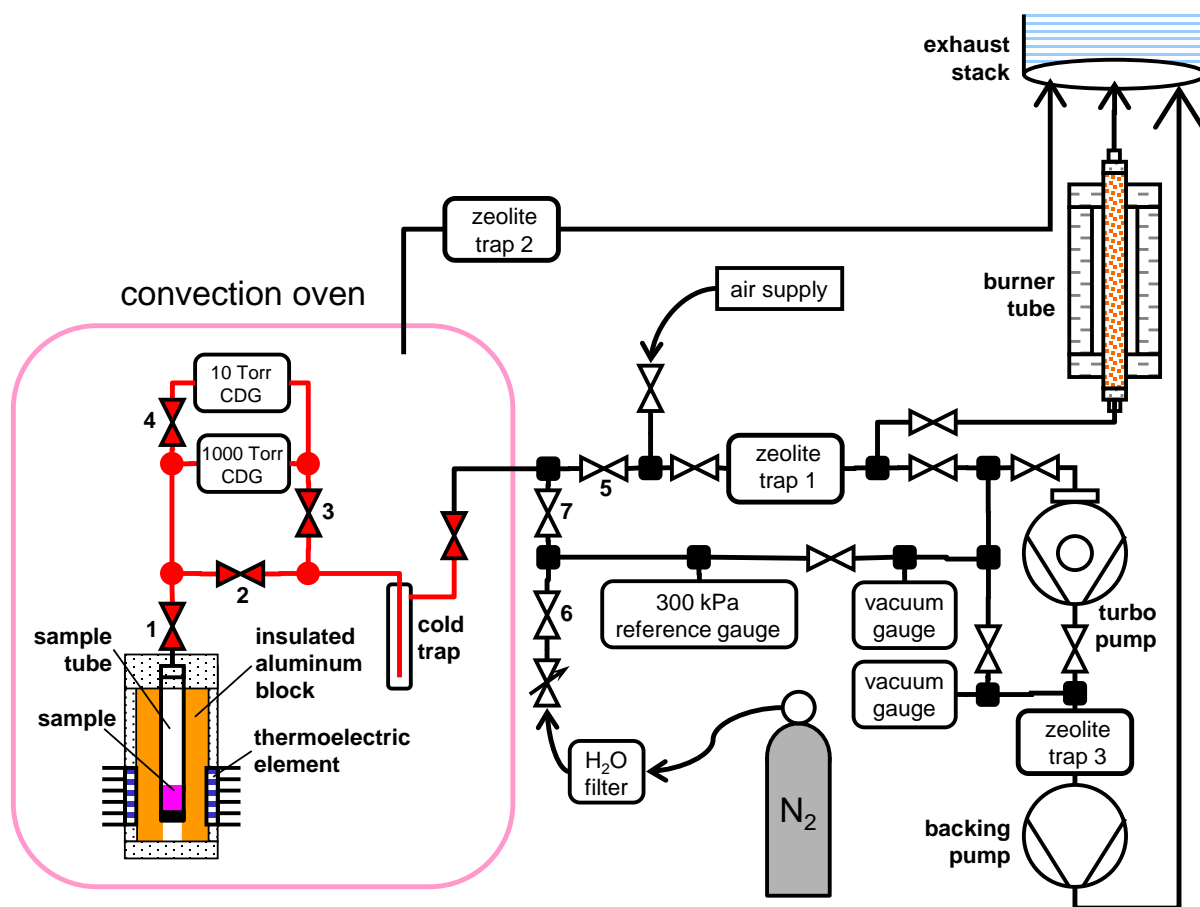 exhaust
stack
zeolite
trap 2
convection oven
air supply
burner
tube
10 Torr
CDG
4
1000 Torr
CDG
3
5
zeolite
trap 1
7
2
1
6
300 kPa
reference gauge
vacuum
gauge
turbo
pump
cold
trap
sample
tube
insulated
aluminum
block
sample
thermoelectric
element
vacuum
gauge
zeolite
trap 3
H₂O
filter
N₂
backing
pump